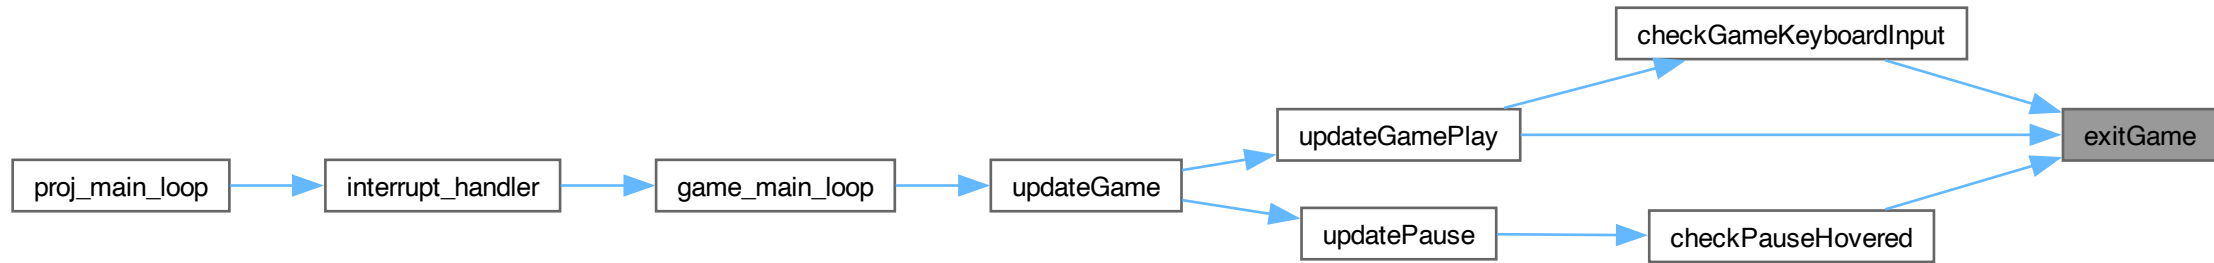 proj_main_loop
interrupt_handler
game_main_loop
updateGame
updateGamePlay
updatePause
checkGameKeyboardInput
checkPauseHovered
exitGame